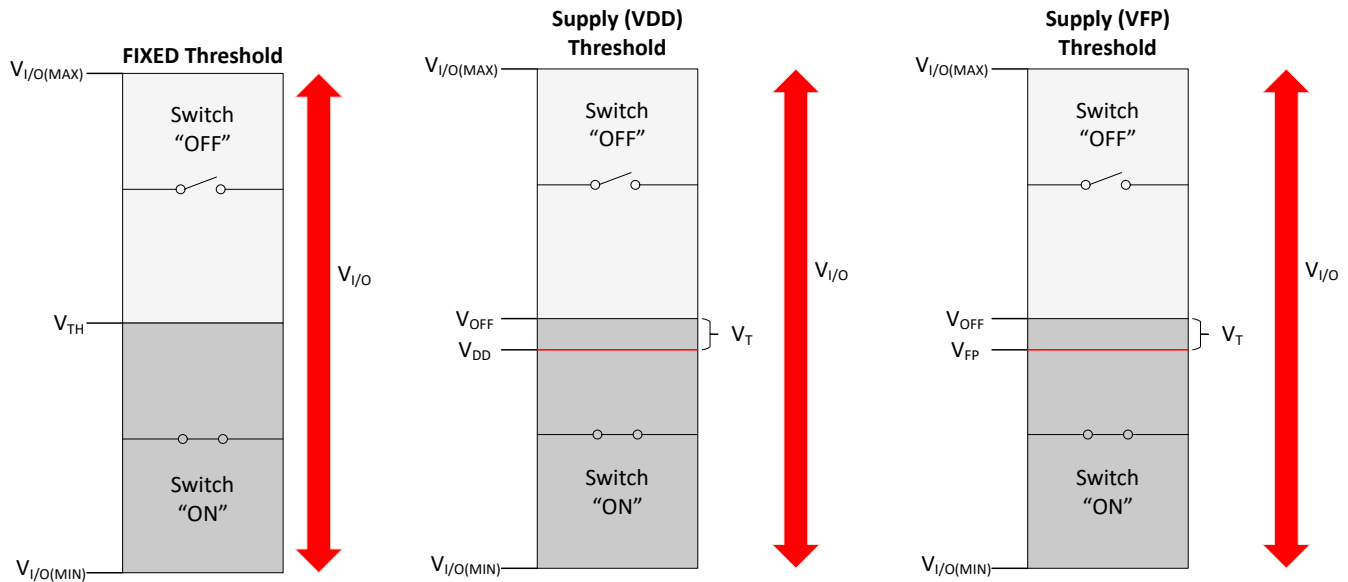 FIXED Threshold
V_I/O(MAX)
Switch
“OFF”
V_I/O
V_TH
Switch
“ON”
V_I/O(MIN)
Supply (VDD)
Threshold
V_I/O(MAX)
Switch
“OFF”
V_I/O
V_OFF
V_T
V_DD
Switch
“ON”
V_I/O(MIN)
Supply (VFP)
Threshold
V_I/O(MAX)
Switch
“OFF”
V_I/O
V_OFF
V_T
V_FP
Switch
“ON”
V_I/O(MIN)